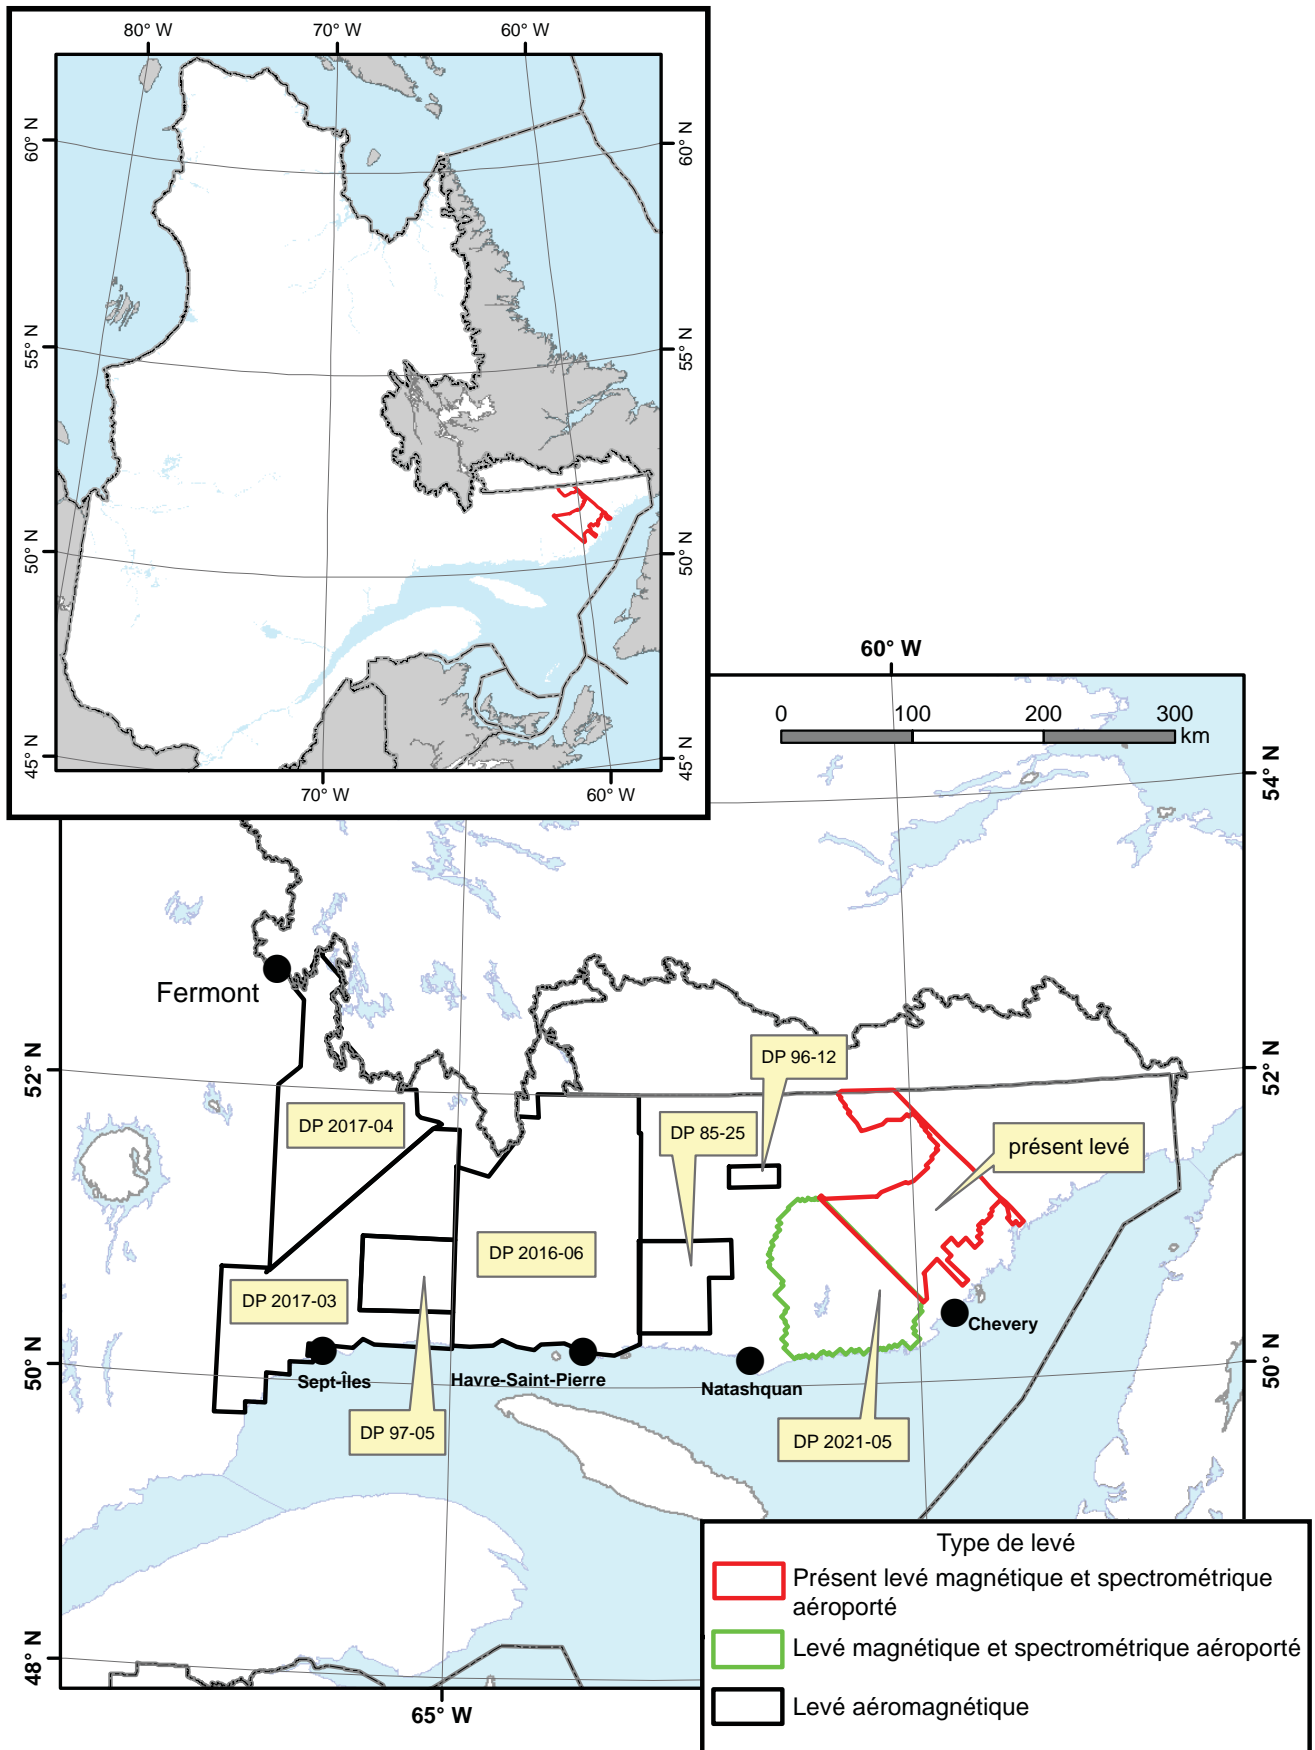 80° W
70° W
60° W
60° N
60° N
55° N
55° N
50° N
50° N
45° N
45° N
70° W
60° W
60° W
0
100
200
300
km
54° N
Fermont
52° N
52° N
DP 96-12
DP 2017-04
DP 85-25
présent levé
DP 2016-06
DP 2017-03
Chevery
50° N
50° N
Sept-Îles
Havre-Saint-Pierre
Natashquan
DP 97-05
DP 2021-05
48° N
65° W
Type de levé
Présent levé magnétique et spectrométrique
aéroporté
Levé magnétique et spectrométrique aéroporté
Levé aéromagnétique